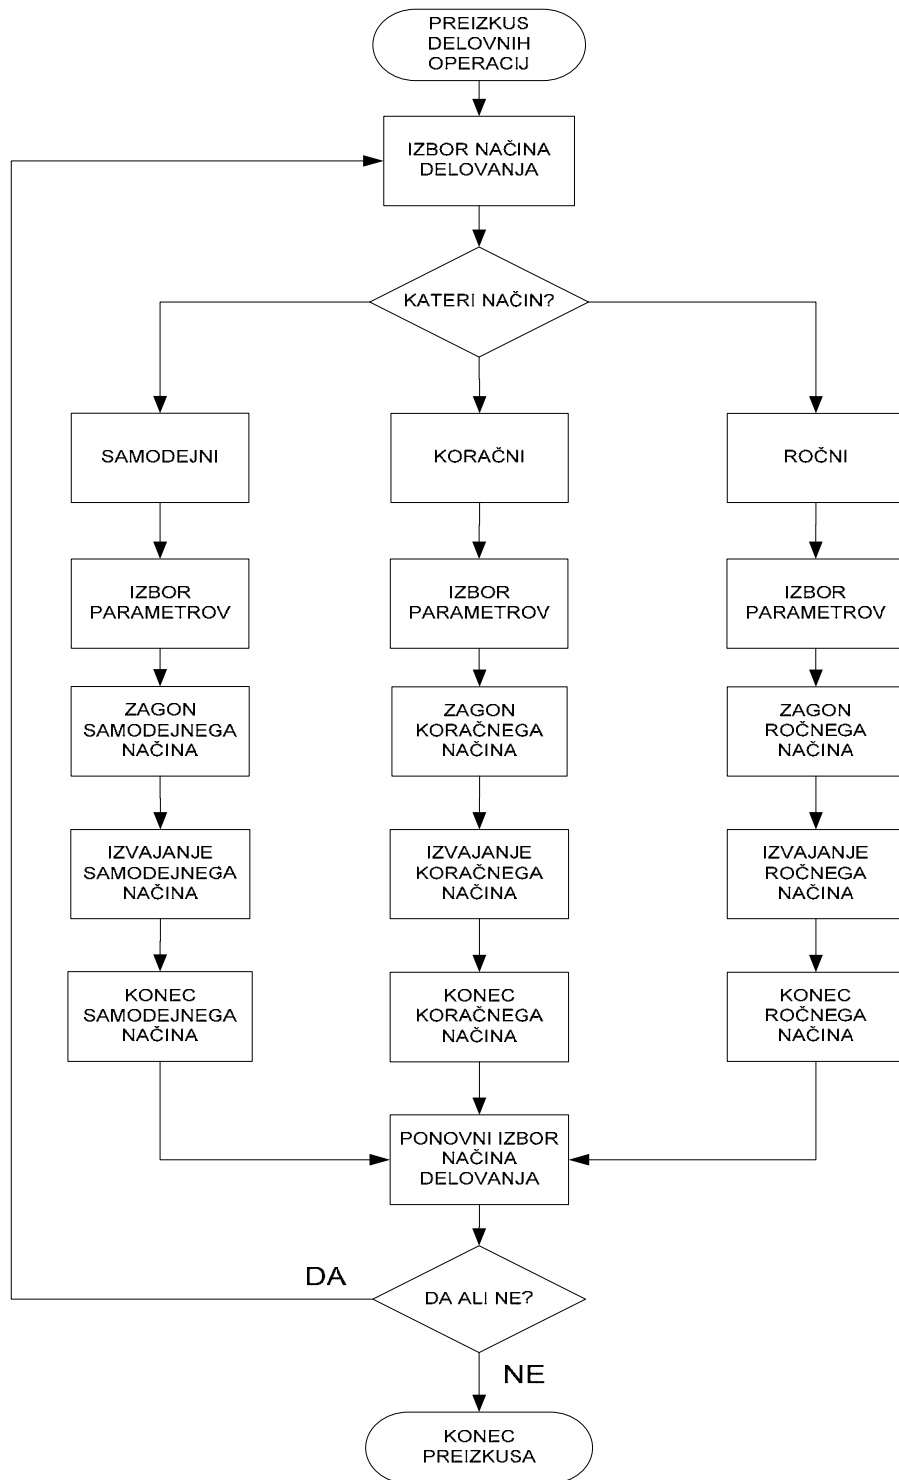 PREIZKUS
DELOVNIH
OPERACIJ
IZBOR NAČINA
DELOVANJA
KATERI NAČIN?
SAMODEJNI
KORAČNI
ROČNI
IZBOR
PARAMETROV
IZBOR
PARAMETROV
IZBOR
PARAMETROV
ZAGON
SAMODEJNEGA
NAČINA
ZAGON
KORAČNEGA
NAČINA
ZAGON
ROČNEGA
NAČINA
IZVAJANJE
SAMODEJNEGA
NAČINA
IZVAJANJE
KORAČNEGA
NAČINA
IZVAJANJE
ROČNEGA
NAČINA
KONEC
SAMODEJNEGA
NAČINA
KONEC
KORAČNEGA
NAČINA
KONEC
ROČNEGA
NAČINA
PONOVNI IZBOR
NAČINA
DELOVANJA
DA
DA ALI NE?
NE
KONEC
PREIZKUSA